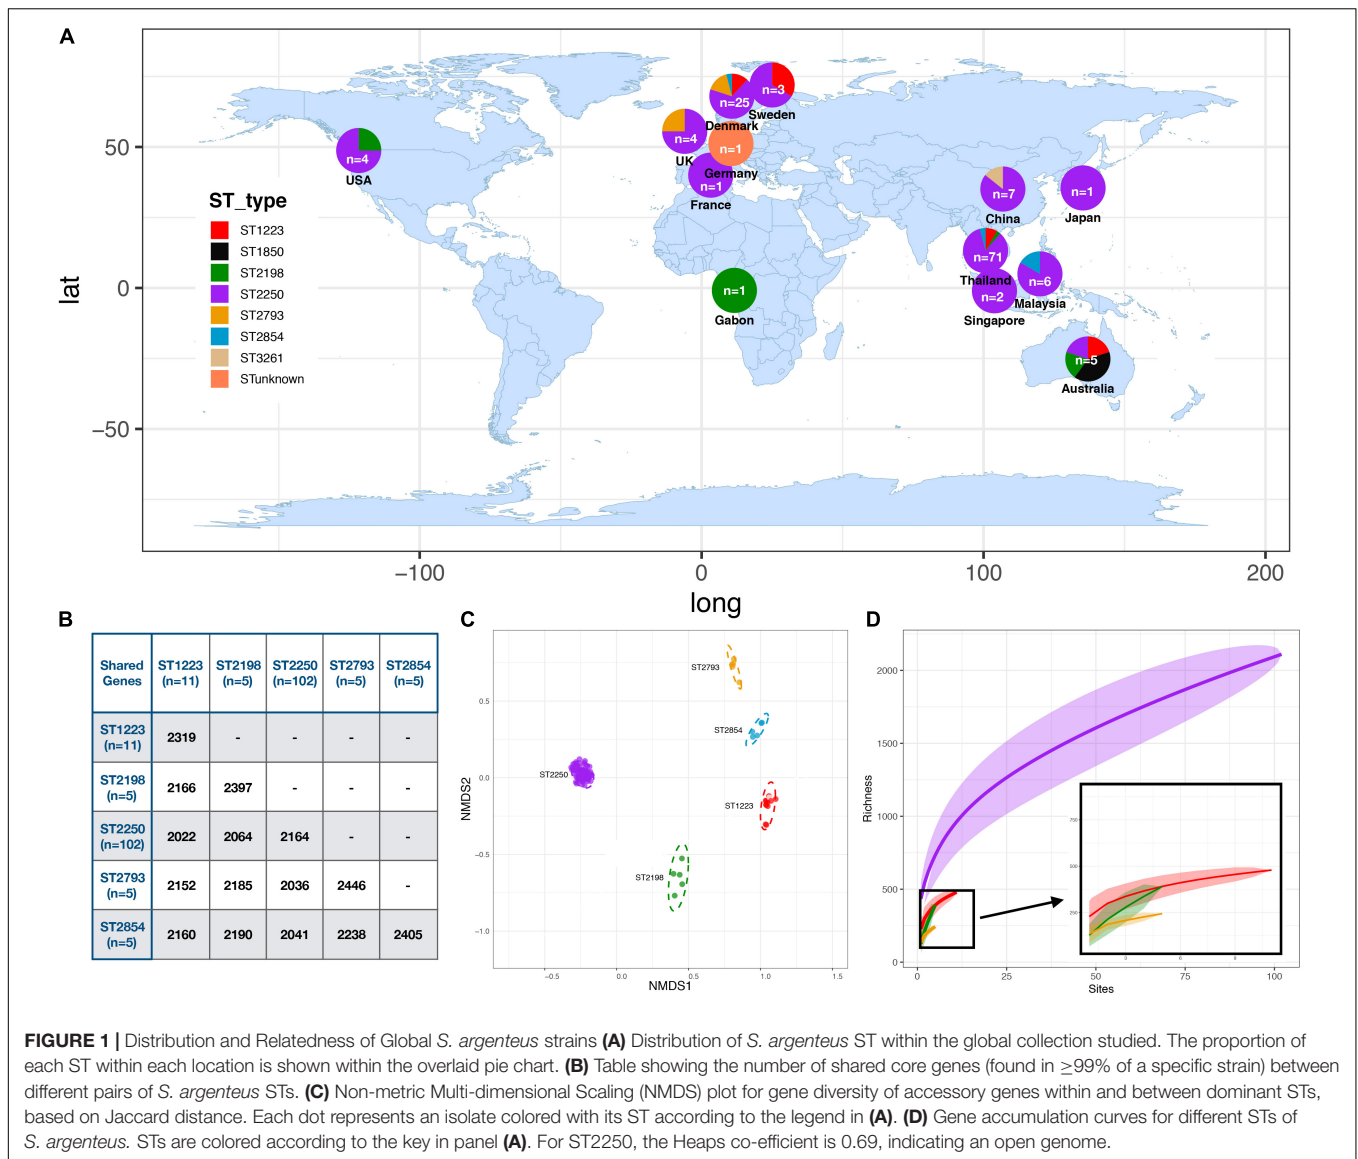 A
lat
50
0
−50
ST_type
ST1223
ST1850
ST2198
ST2250
ST2793
ST2854
ST3261
STunknown
n=4
USA
n=3
Sweden
n=25
Denmark
n=4
UK
n=1
Germany
n=1
France
n=1
Gabon
n=7
China
n=1
Japan
n=71
Thailand
n=6
Malaysia
n=2
Singapore
n=5
Australia
−100
0
100
200
long
B
Shared Genes ST1223 (n=11) ST2198 (n=5) ST2250 (n=102) ST2793 (n=5) ST2854 (n=5)
ST1223 (n=11) 2319 - - - -
ST2198 (n=5) 2166 2397 - - -
ST2250 (n=102) 2022 2064 2164 - -
ST2793 (n=5) 2152 2185 2036 2446 -
ST2854 (n=5) 2160 2190 2041 2238 2405
C
NMDS2
0.5
0.0
−0.5
−1.0
ST2793
ST2854
ST2250
ST1223
ST2198
−0.5
0.0
0.5
1.0
1.5
NMDS1
D
Richness
2000
1500
1000
500
0
750
500
250
0 0 0
0
25
50
75
100
Sites
FIGURE 1 | Distribution and Relatedness of Global S. argenteus strains (A) Distribution of S. argenteus ST within the global collection studied. The proportion of
each ST within each location is shown within the overlaid pie chart. (B) Table showing the number of shared core genes (found in ≥99% of a specific strain) between
different pairs of S. argenteus STs. (C) Non-metric Multi-dimensional Scaling (NMDS) plot for gene diversity of accessory genes within and between dominant STs,
based on Jaccard distance. Each dot represents an isolate colored with its ST according to the legend in (A). (D) Gene accumulation curves for different STs of
S. argenteus. STs are colored according to the key in panel (A). For ST2250, the Heaps co-efficient is 0.69, indicating an open genome.